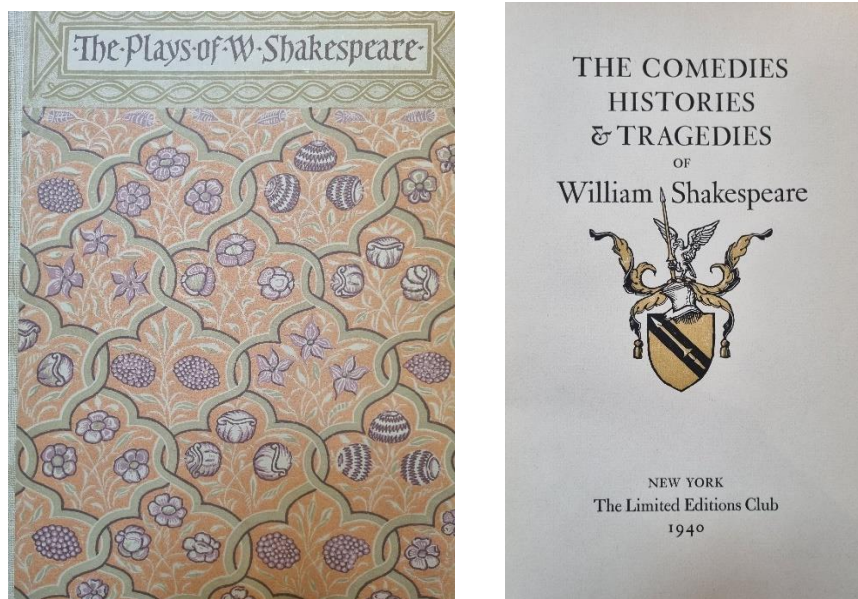 ·The·Plays·of·W·Shakespeare·
THE COMEDIES
HISTORIES
& TRAGEDIES
OF
William Shakespeare
NEW YORK
The Limited Editions Club
1940